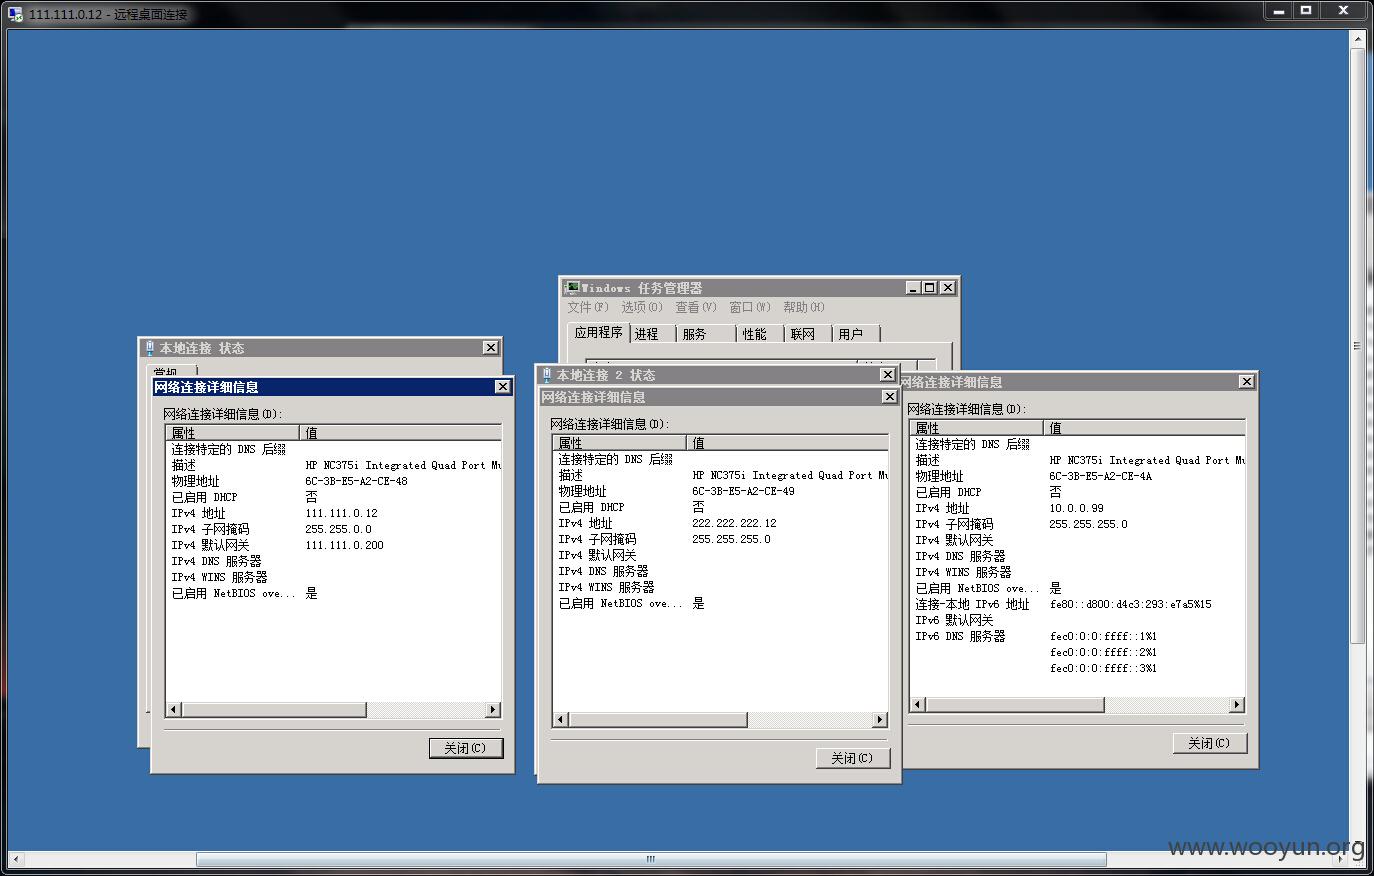 111.111.0.12 - 远程桌面连接
Windows 任务管理器
文件(F) 选项(O) 查看(V) 窗口(W) 帮助(H)
应用程序 进程 服务 性能 联网 用户
本地连接 状态
常规
网络连接详细信息
网络连接详细信息(D):
属性 值
连接特定的 DNS 后缀
描述 HP NC375i Integrated Quad Port Mu
物理地址 6C-3B-E5-A2-CE-48
已启用 DHCP 否
IPv4 地址 111.111.0.12
IPv4 子网掩码 255.255.0.0
IPv4 默认网关 111.111.0.200
IPv4 DNS 服务器
IPv4 WINS 服务器
已启用 NetBIOS ove... 是
关闭(C)
本地连接 2 状态
网络连接详细信息
网络连接详细信息(D):
属性 值
连接特定的 DNS 后缀
描述 HP NC375i Integrated Quad Port Mu
物理地址 6C-3B-E5-A2-CE-49
已启用 DHCP 否
IPv4 地址 222.222.222.12
IPv4 子网掩码 255.255.255.0
IPv4 默认网关
IPv4 DNS 服务器
IPv4 WINS 服务器
已启用 NetBIOS ove... 是
关闭(C)
网络连接详细信息
网络连接详细信息(D):
属性 值
连接特定的 DNS 后缀
描述 HP NC375i Integrated Quad Port Mu
物理地址 6C-3B-E5-A2-CE-4A
已启用 DHCP 否
IPv4 地址 10.0.0.99
IPv4 子网掩码 255.255.255.0
IPv4 默认网关
IPv4 DNS 服务器
IPv4 WINS 服务器
已启用 NetBIOS ove... 是
连接-本地 IPv6 地址 fe80::d800:d4c3:293:e7a5%15
IPv6 默认网关
IPv6 DNS 服务器 fec0:0:0:ffff::1%1
fec0:0:0:ffff::2%1
fec0:0:0:ffff::3%1
关闭(C)
www.wooyun.org